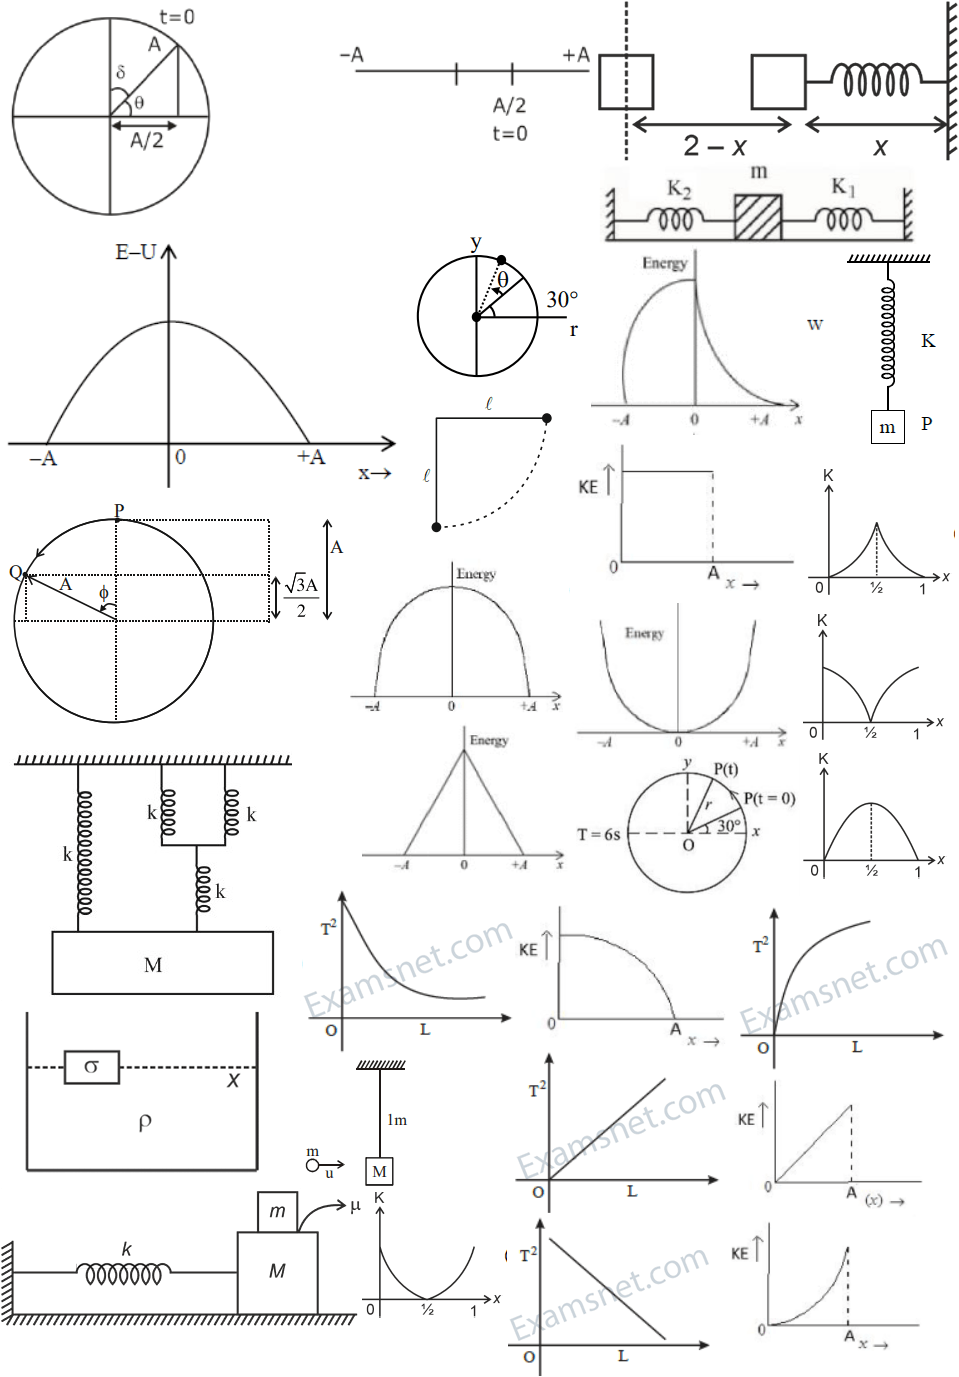 t=0
A
δ
θ
A/2
–A
+A
A/2
t=0
2 – x
x
m
K2
K1
E–U
–A
0
+A
x→
y
θ
30°
r
Energy
–A
0
+A
x
w
K
m
P
ℓ
ℓ
KE ↑
0
A
x →
K
0
½
1
x
P
Q
A
ϕ
A
√3A
2
Energy
–A
0
+A
x
Energy
–A
0
+A
x
K
0
½
1
x
k
k
k
k
M
Energy
–A
0
+A
x
y
P(t)
P(t = 0)
r
30°
x
O
T = 6s
K
0
½
1
x
T²
O
L
Examsnet.com
KE ↑
0
A
x →
T²
O
L
Examsnet.com
σ
x
ρ
1m
m
u
M
T²
O
L
Examsnet.com
KE ↑
0
A
(x) →
k
m
μ
M
K
0
½
1
x
T²
O
L
Examsnet.com
KE ↑
0
A
x →